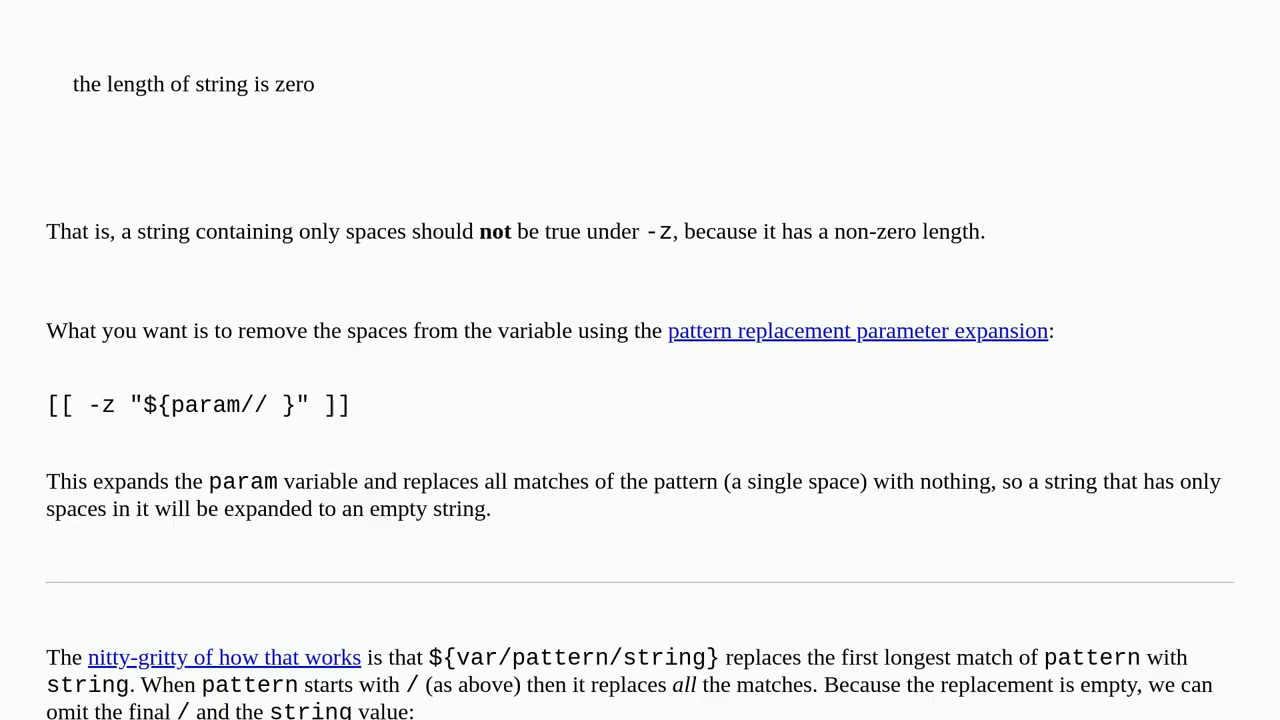 the length of string is zero
That is, a string containing only spaces should not be true under -z, because it has a non-zero length.
What you want is to remove the spaces from the variable using the pattern replacement parameter expansion:
[[ -z "${param// }" ]]
This expands the param variable and replaces all matches of the pattern (a single space) with nothing, so a string that has only
spaces in it will be expanded to an empty string.
The nitty-gritty of how that works is that ${var/pattern/string} replaces the first longest match of pattern with
string. When pattern starts with / (as above) then it replaces all the matches. Because the replacement is empty, we can
omit the final / and the string value: